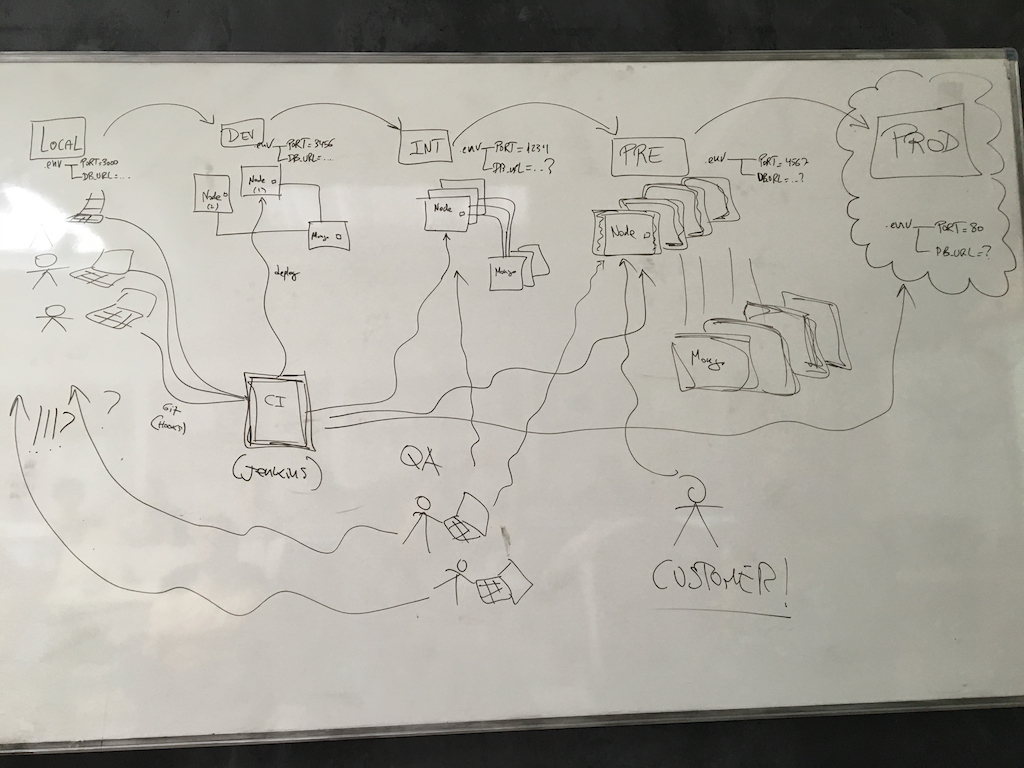 LOCAL
.env PORT=3000
DB_URL=...
DEV
PORT=3456
DB_URL=...
Node
(2)
Node
(1)
Mongo
deploy
INT
.env PORT=1234
DB_URL=...?
Node
Mongo
PRE
.env PORT=4567
DB_URL=...?
Node
Mongo
PROD
.env PORT=80
DB_URL=?
Git
CI
(Jenkins)
!!!?
?
QA
CUSTOMER!